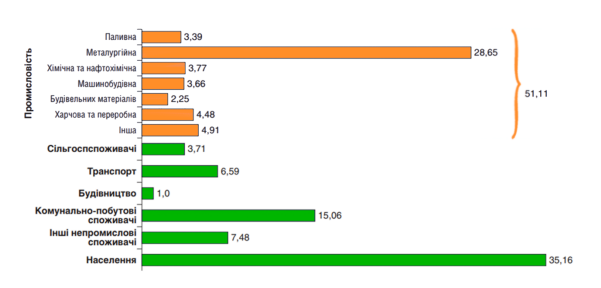 Промисловість
Паливна 3,39
Металургійна 28,65
Хімічна та нафтохімічна 3,77
Машинобудівна 3,66
Будівельних матеріалів 2,25
Харчова та переробна 4,48
Інша 4,91
51,11
Сільгоспспоживачі 3,71
Транспорт 6,59
Будівництво 1,0
Комунально-побутові
споживачі 15,06
Інші непромислові
споживачі 7,48
Населення 35,16